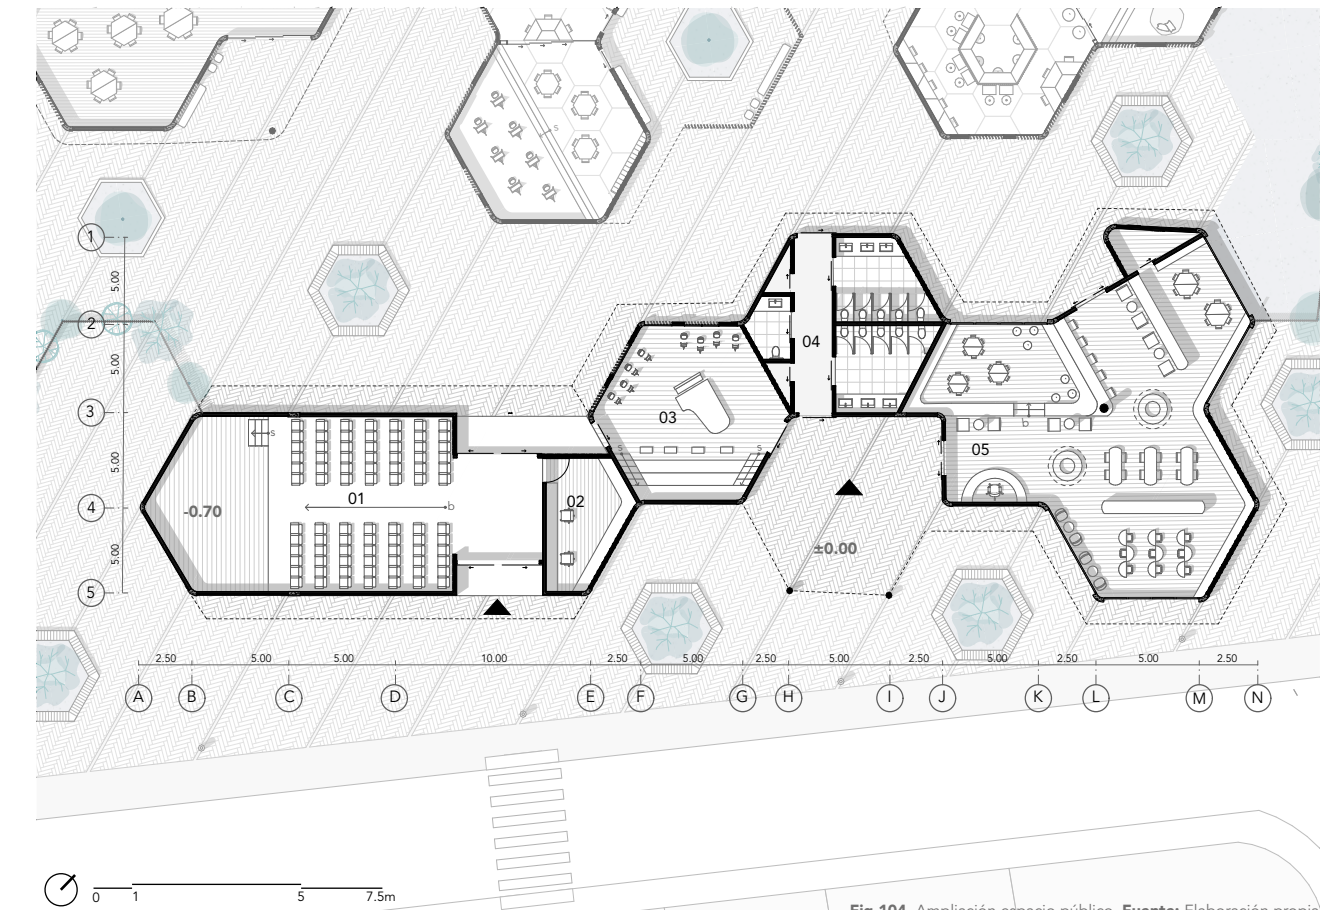 s
1
5.00
2
5.00
3
5.00
4
5.00
5
04
03
s
s
b
05
s
01
b
02
-0.70
±0.00
2.50 5.00 5.00 10.00 2.50 5.00 2.50 5.00 2.50 5.00 2.50 5.00 2.50
A B C D E F G H I J K L M N
0 1 5 7.5m
Fig 104. Ampliación espacio público. Fuente: Elaboración propia